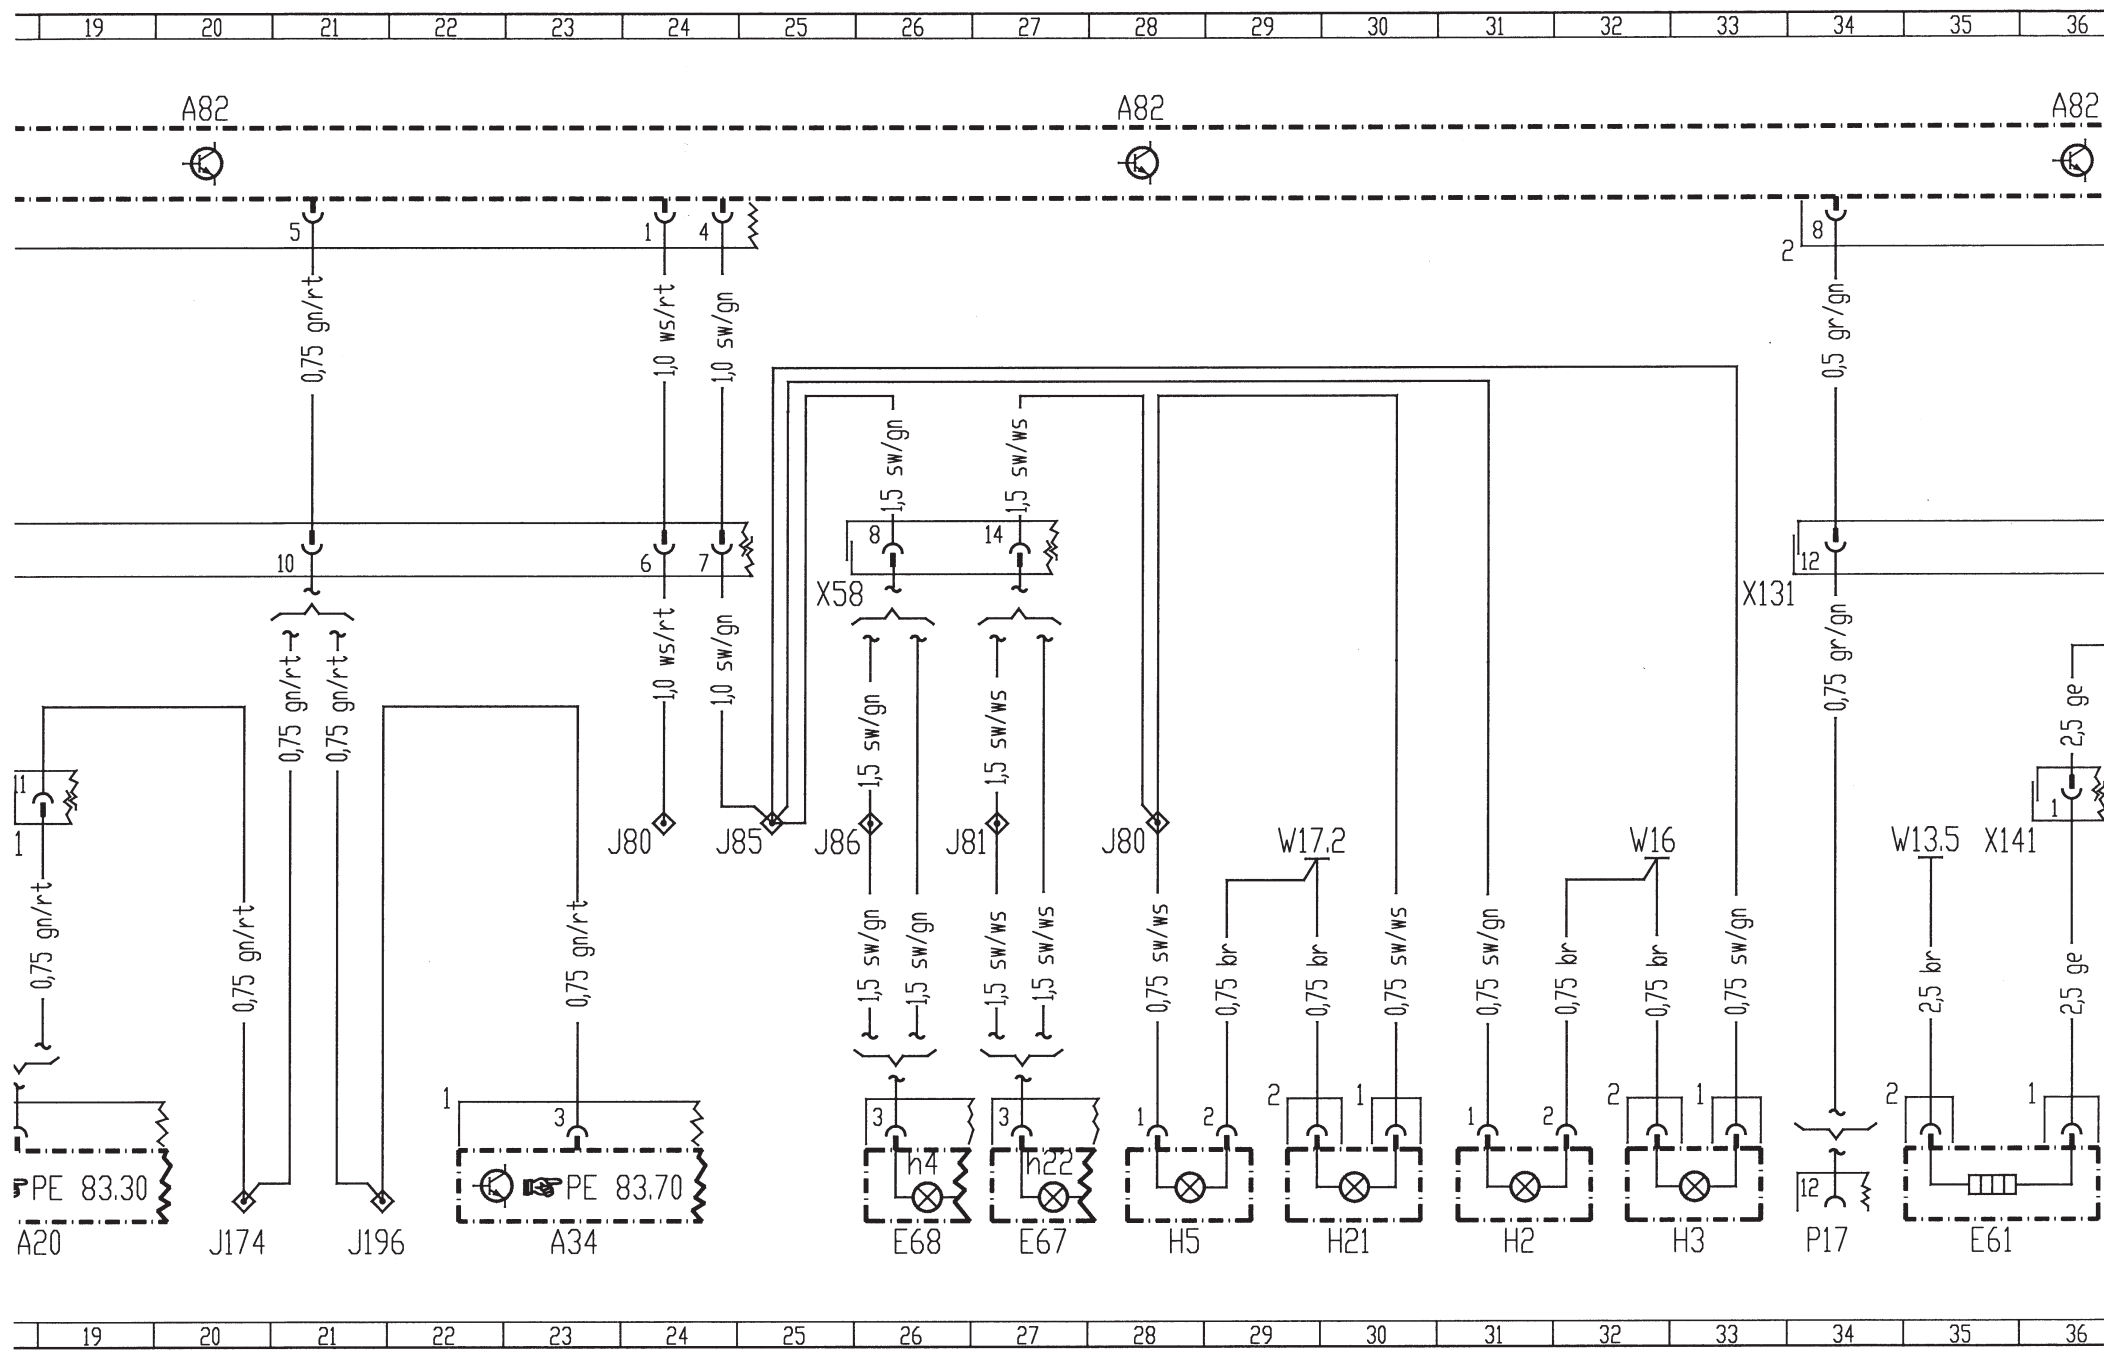 19 20 21 22 23 24 25 26 27 28 29 30 31 32 33 34 35 36
A82 A82 A82
5 1 4 8
2
0,75 gn/rt
1,0 ws/rt
1,0 sw/gn
0,5 gr/gn
1,5 sw/gn
1,5 sw/ws
10 6 7 8 14 12
X58 X131
0,75 gn/rt
0,75 gn/rt
1,0 ws/rt
1,0 sw/gn
1,5 sw/gn
1,5 sw/ws
0,75 gr/gn
2,5 ge
11
1
1
J80 J85 J86 J81 J80 W17.2 W16 W13.5 X141
0,75 gn/rt
0,75 gn/rt
0,75 gn/rt
1,5 sw/gn
1,5 sw/gn
1,5 sw/ws
1,5 sw/ws
0,75 sw/ws
0,75 br
0,75 br
0,75 sw/ws
0,75 sw/gn
0,75 br
0,75 br
0,75 sw/gn
2,5 br
2,5 ge
1 3 3 3 1 2 2 1 1 2 2 1 2 1
PE 83.30 PE 83.70 h4 h22 12
A20 J174 J196 A34 E68 E67 H5 H21 H2 H3 P17 E61
19 20 21 22 23 24 25 26 27 28 29 30 31 32 33 34 35 36